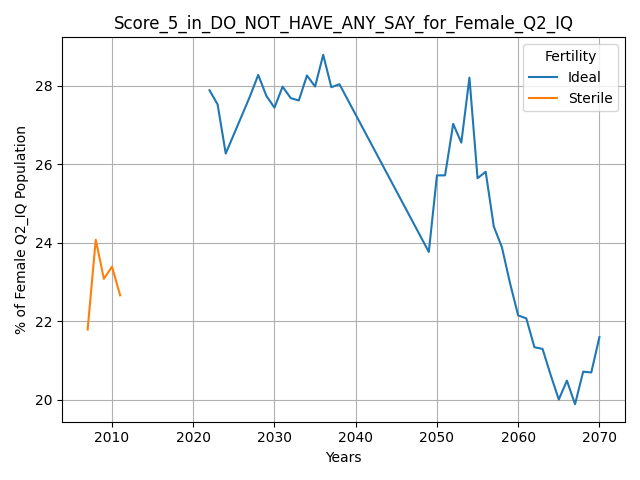 Score_5_in_DO_NOT_HAVE_ANY_SAY_for_Female_Q2_IQ
Fertility
Ideal
Sterile
% of Female Q2_IQ Population
28
26
24
22
20
2010
2020
2030
2040
2050
2060
2070
Years